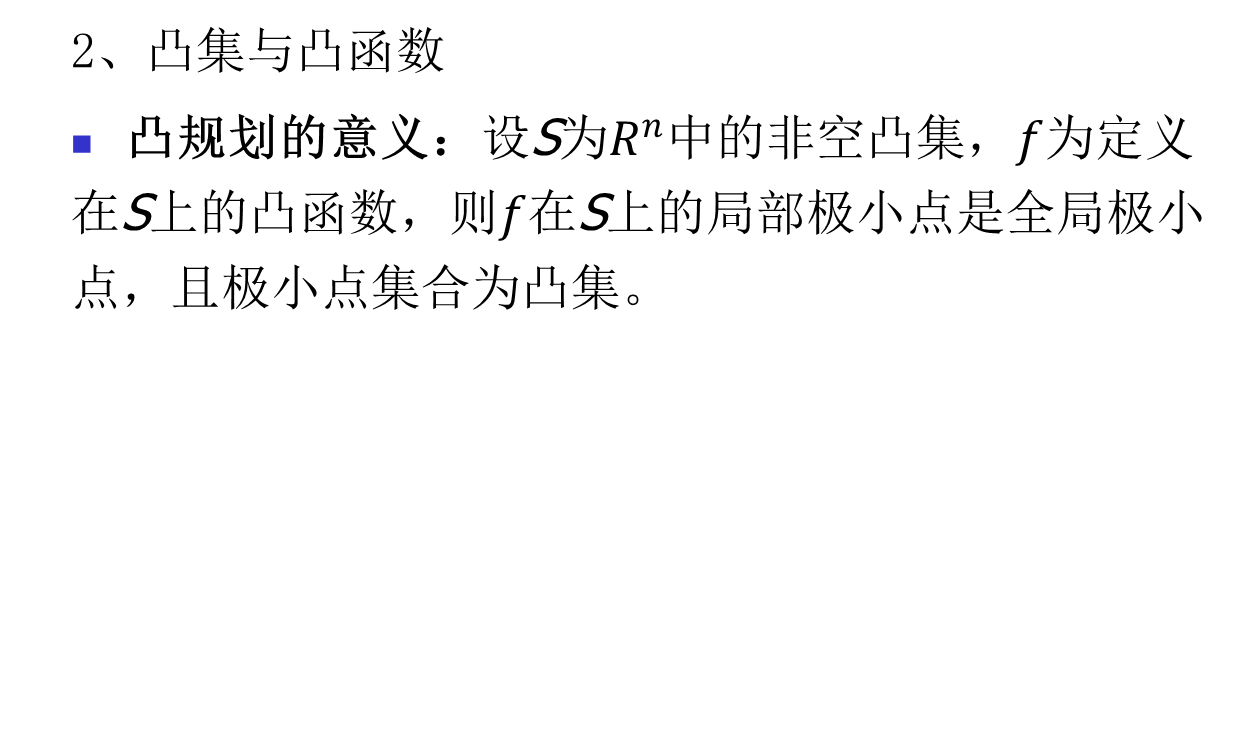 2、凸集与凸函数
■ 凸规划的意义：设S为Rⁿ中的非空凸集，f为定义
在S上的凸函数，则f在S上的局部极小点是全局极小
点，且极小点集合为凸集。